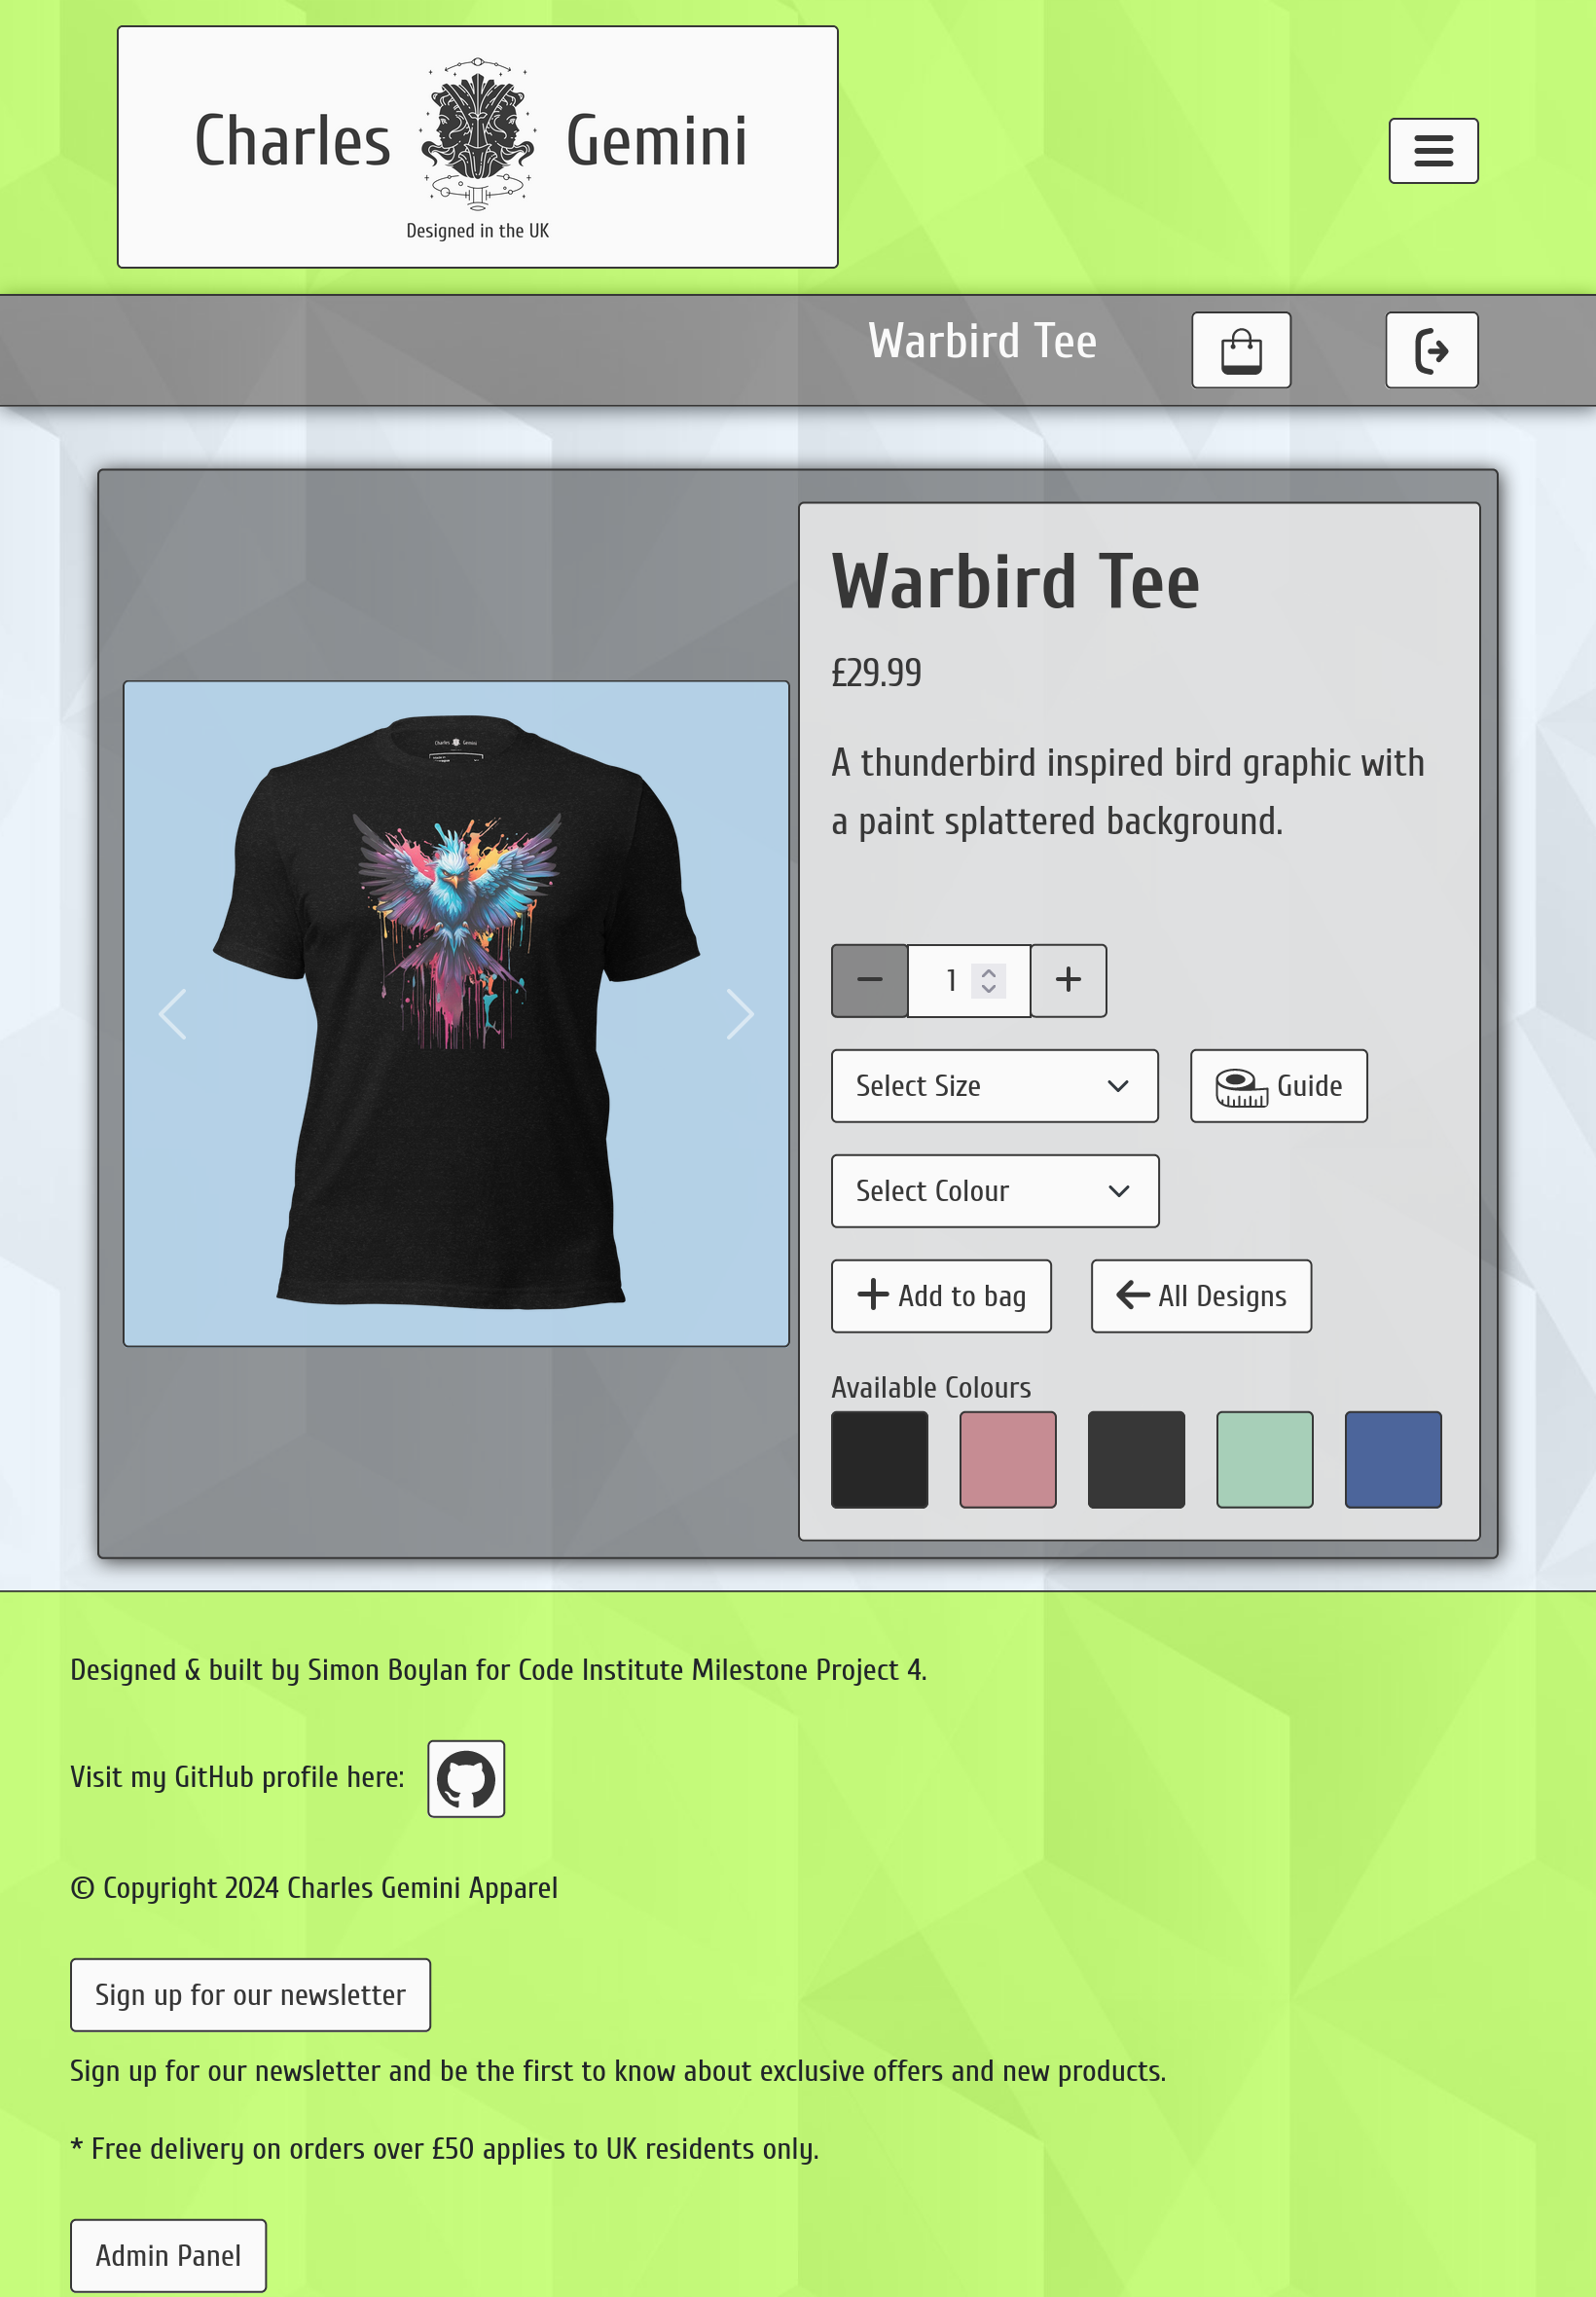 Charles Gemini
Designed in the UK
Warbird Tee
Warbird Tee
£29.99
A thunderbird inspired bird graphic with
a paint splattered background.
Charles Gemini
1
Select Size
Guide
Select Colour
Add to bag
All Designs
Available Colours
Designed & built by Simon Boylan for Code Institute Milestone Project 4.
Visit my GitHub profile here:
© Copyright 2024 Charles Gemini Apparel
Sign up for our newsletter
Sign up for our newsletter and be the first to know about exclusive offers and new products.
* Free delivery on orders over £50 applies to UK residents only.
Admin Panel